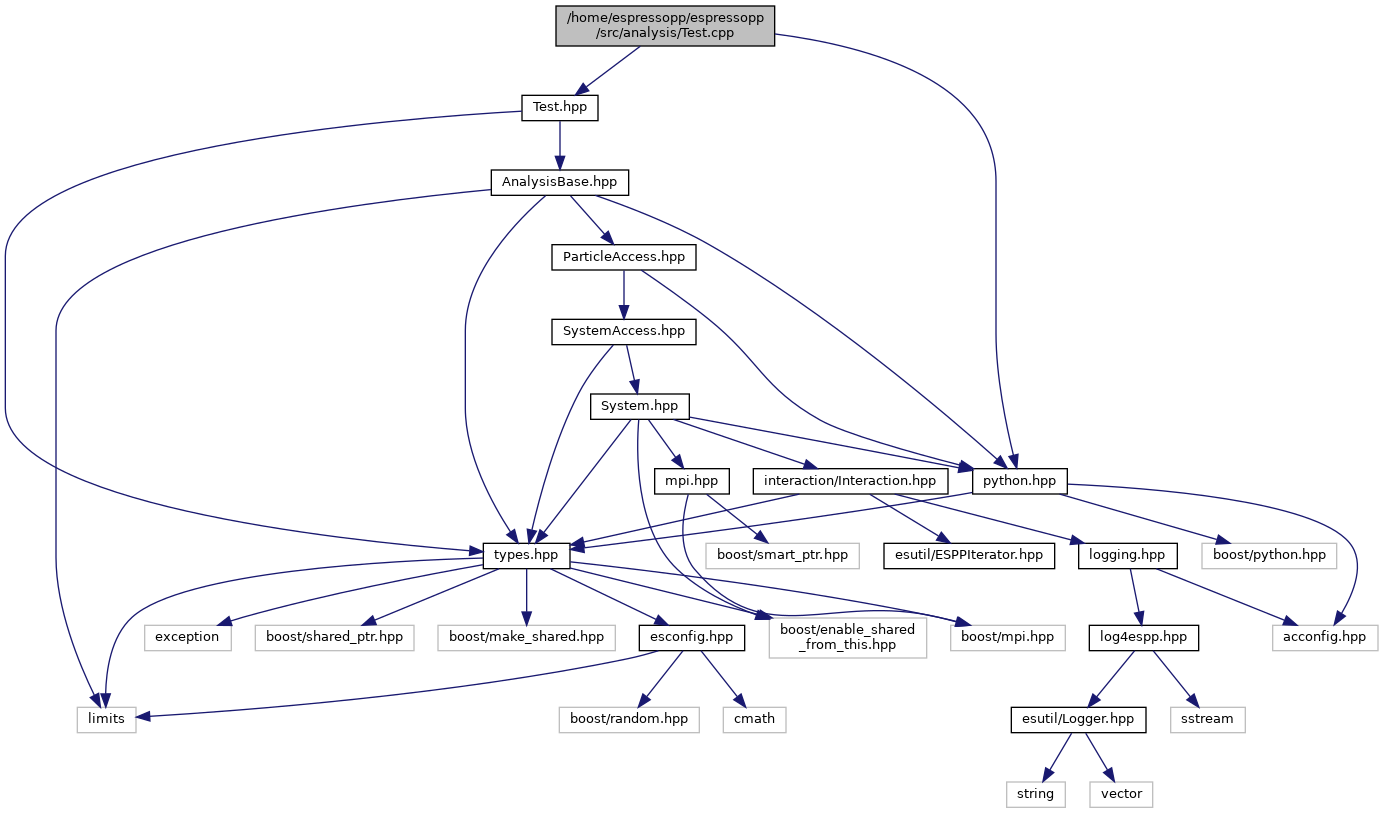 /home/espressopp/espressopp
/src/analysis/Test.cpp
Test.hpp
AnalysisBase.hpp
ParticleAccess.hpp
SystemAccess.hpp
System.hpp
mpi.hpp
interaction/Interaction.hpp
python.hpp
types.hpp
boost/smart_ptr.hpp
esutil/ESPPIterator.hpp
logging.hpp
boost/python.hpp
exception
boost/shared_ptr.hpp
boost/make_shared.hpp
esconfig.hpp
boost/enable_shared
_from_this.hpp
boost/mpi.hpp
log4espp.hpp
acconfig.hpp
limits
boost/random.hpp
cmath
esutil/Logger.hpp
sstream
string
vector